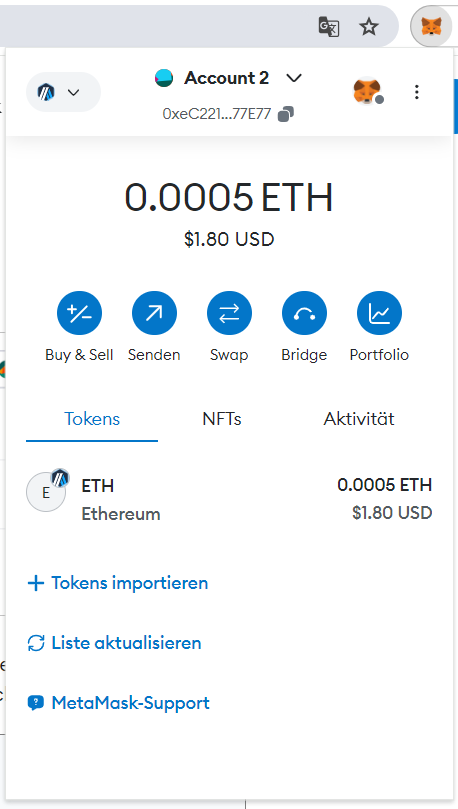 Account 2
0xeC221...77E77
0.0005 ETH
$1.80 USD
Buy & Sell
Senden
Swap
Bridge
Portfolio
Tokens
NFTs
Aktivität
E
ETH
0.0005 ETH
Ethereum
$1.80 USD
Tokens importieren
Liste aktualisieren
MetaMask-Support